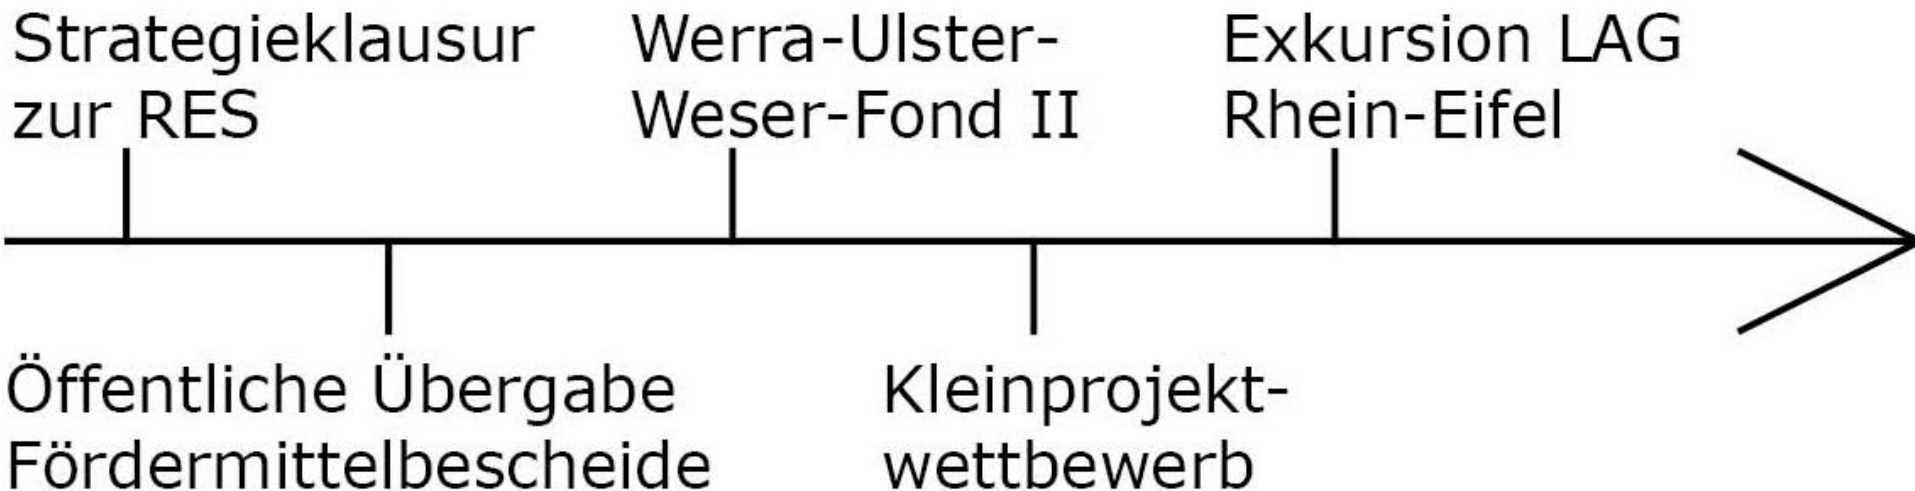 Strategieklausur
zur RES
Werra-Ulster-
Weser-Fond II
Exkursion LAG
Rhein-Eifel
Öffentliche Übergabe
Fördermittelbescheide
Kleinprojekt-
wettbewerb